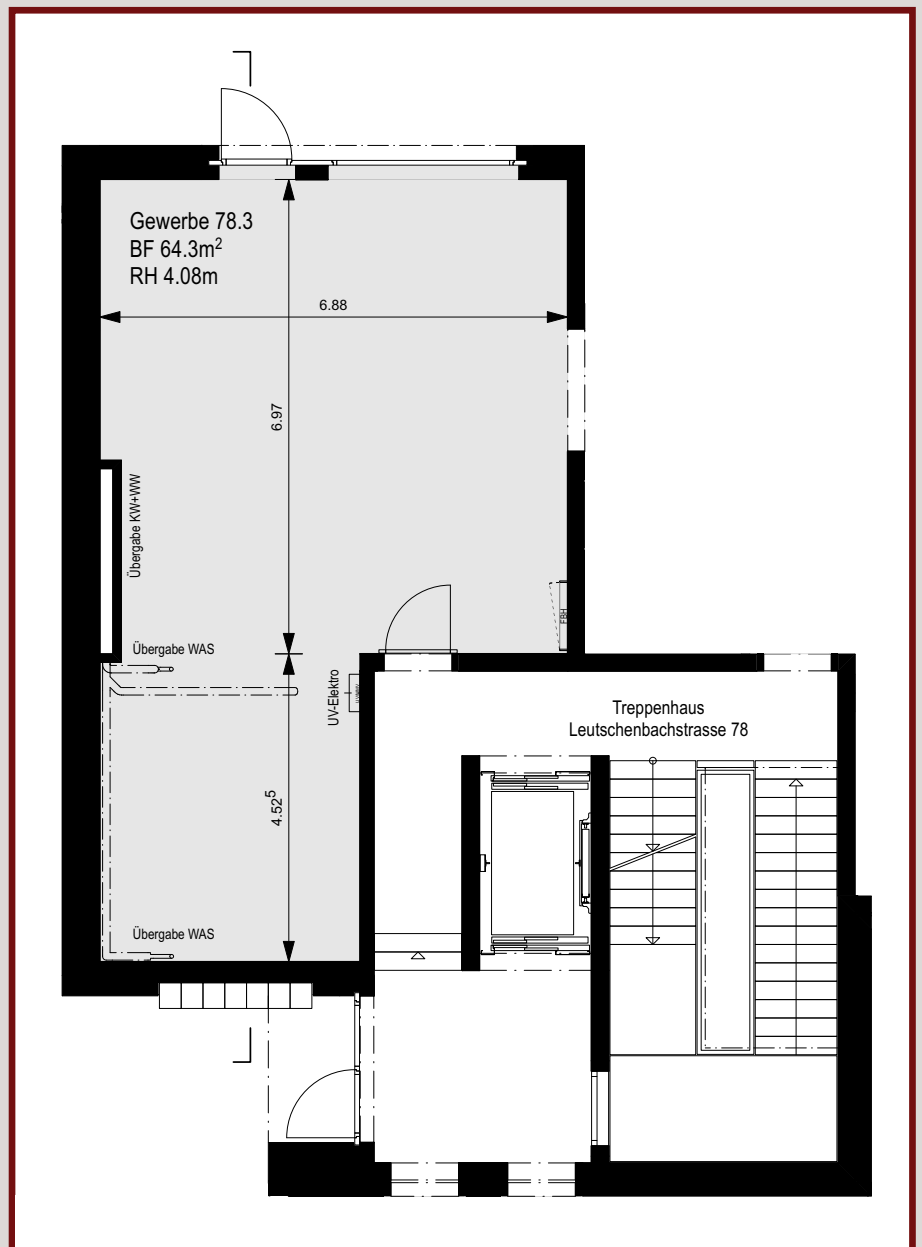 Gewerbe 78.3
BF 64.3m²
RH 4.08m
6.88
6.97
Übergabe KW+WW
FBH
Übergabe WAS
UV-Elektro
Treppenhaus
Leutschenbachstrasse 78
4.52⁵
Übergabe WAS